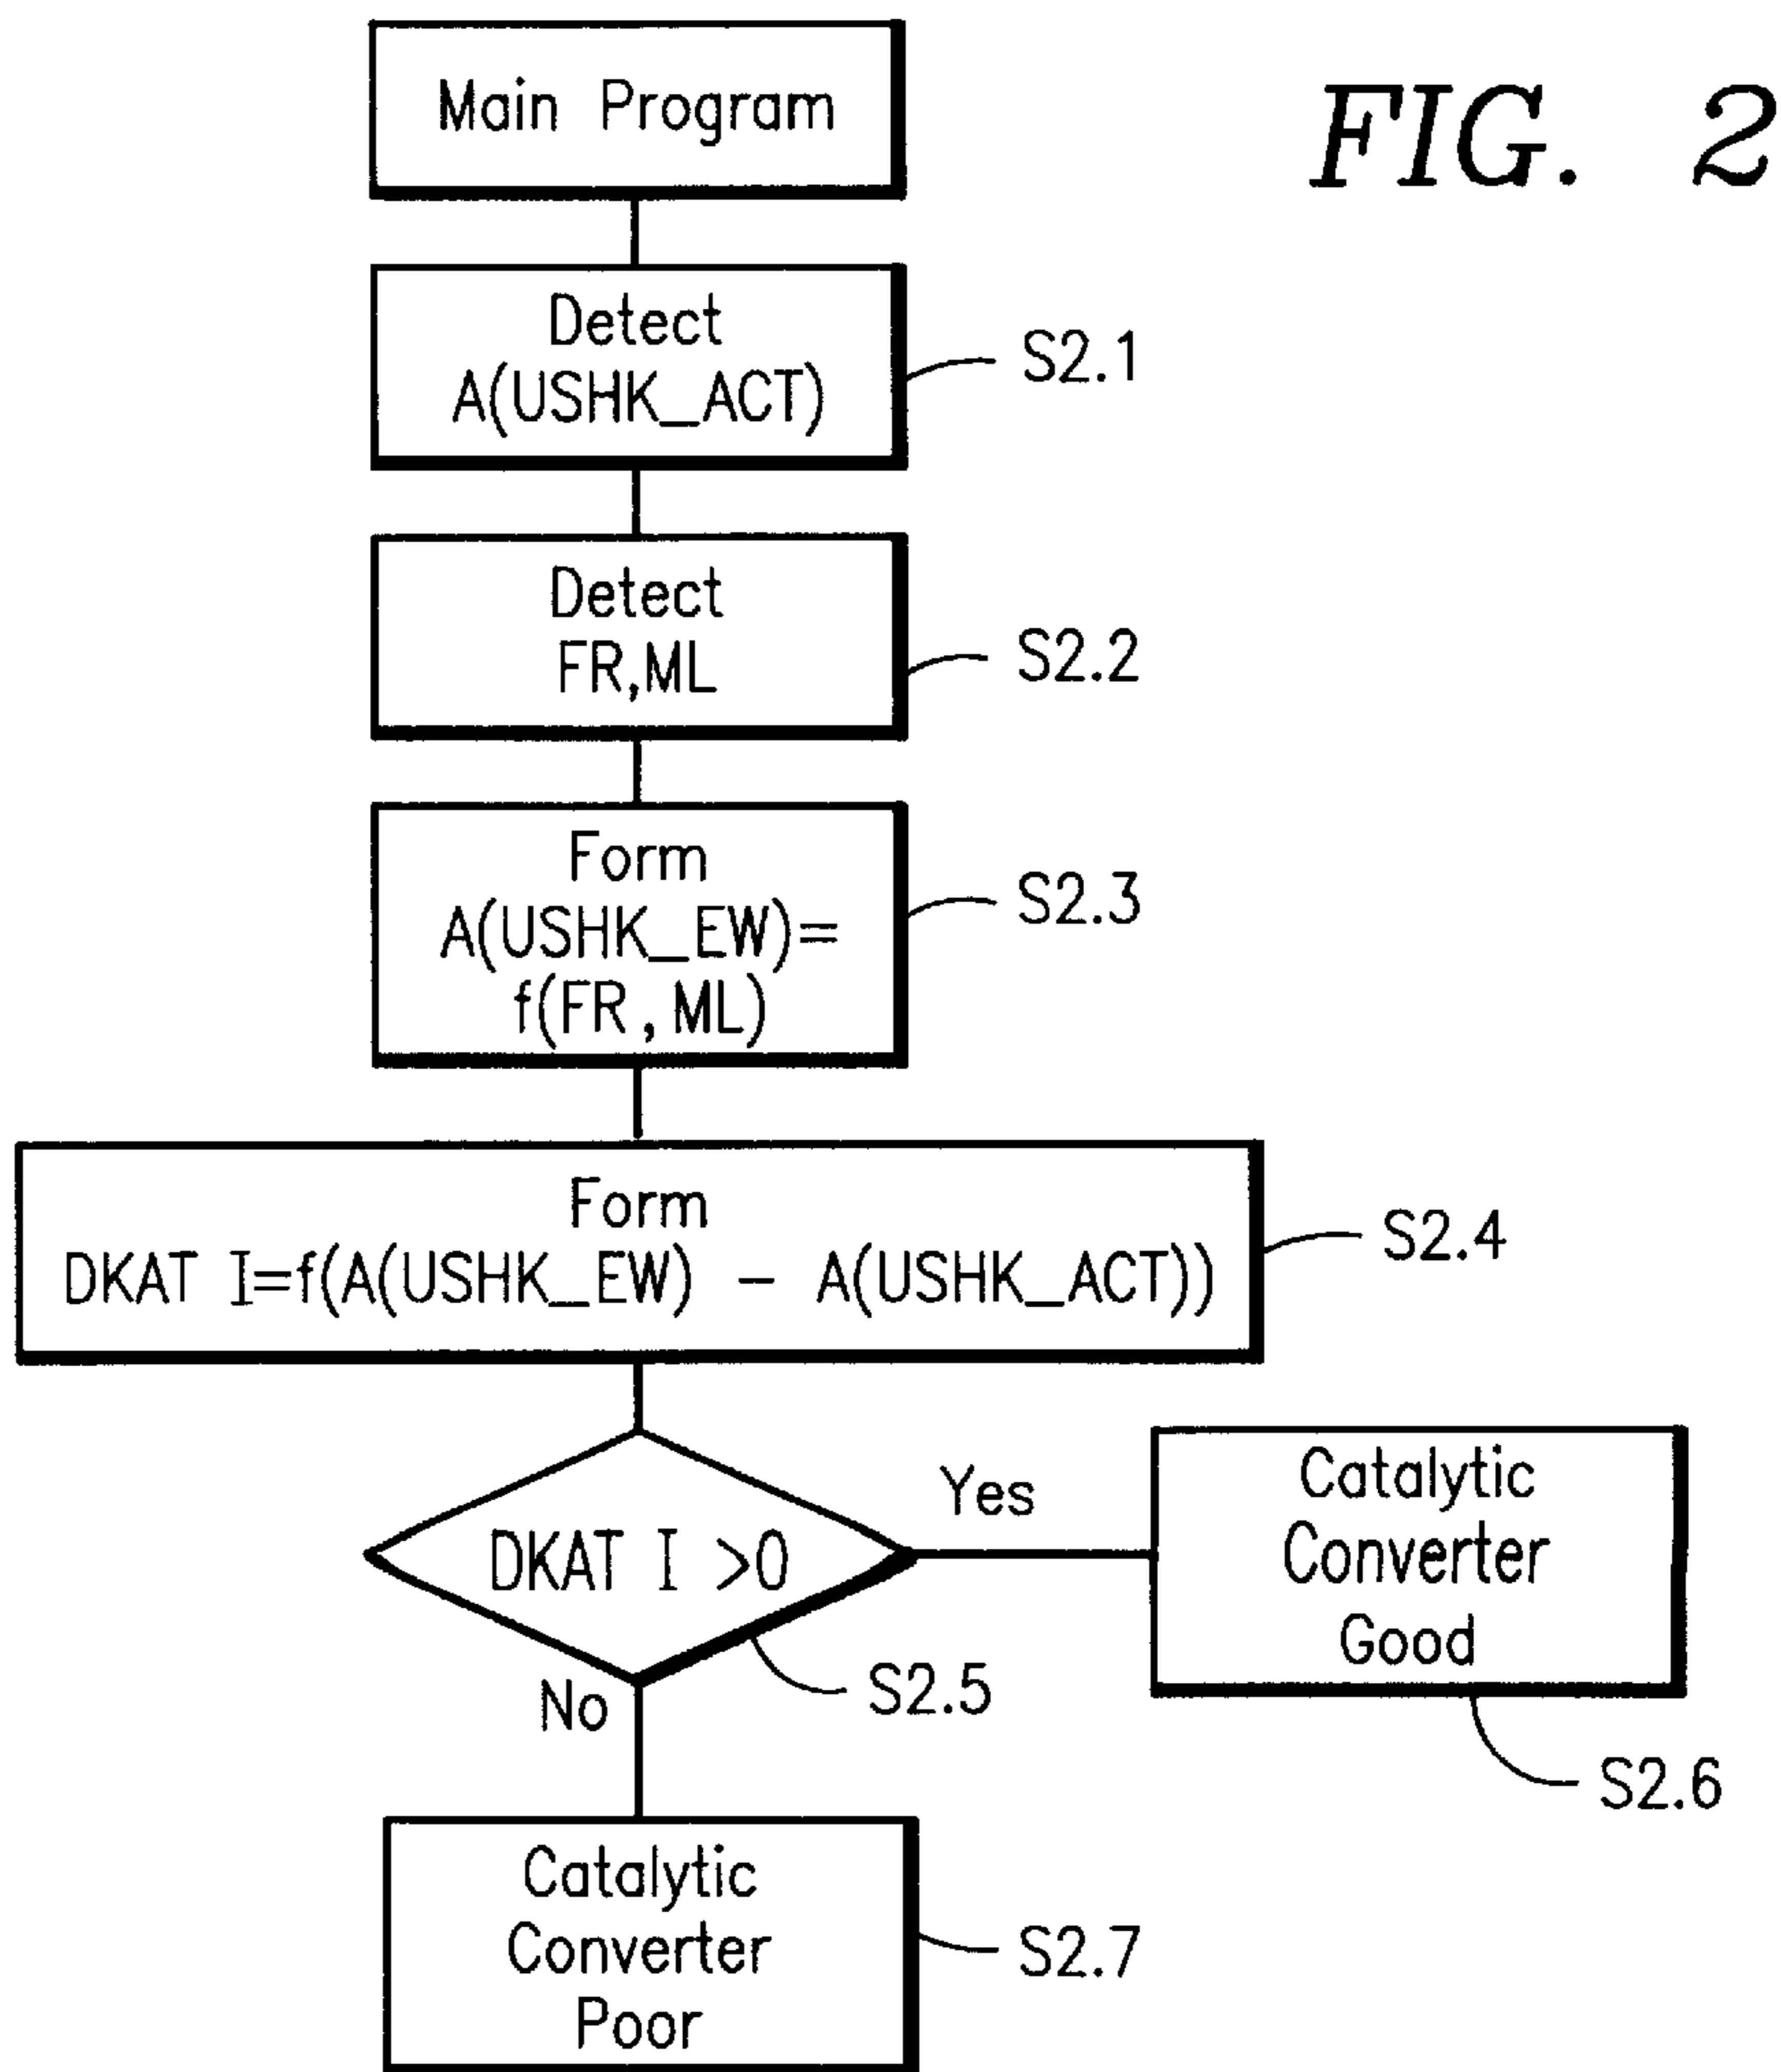 FIG. 2
Main Program
Detect
A(USHK_ACT)
S2.1
Detect
FR,ML
S2.2
Form
A(USHK_EW)=
f(FR,ML)
S2.3
Form
DKAT I=f(A(USHK_EW) – A(USHK_ACT))
S2.4
DKAT I >0
S2.5
Yes
Catalytic
Converter
Good
S2.6
No
Catalytic
Converter
Poor
S2.7